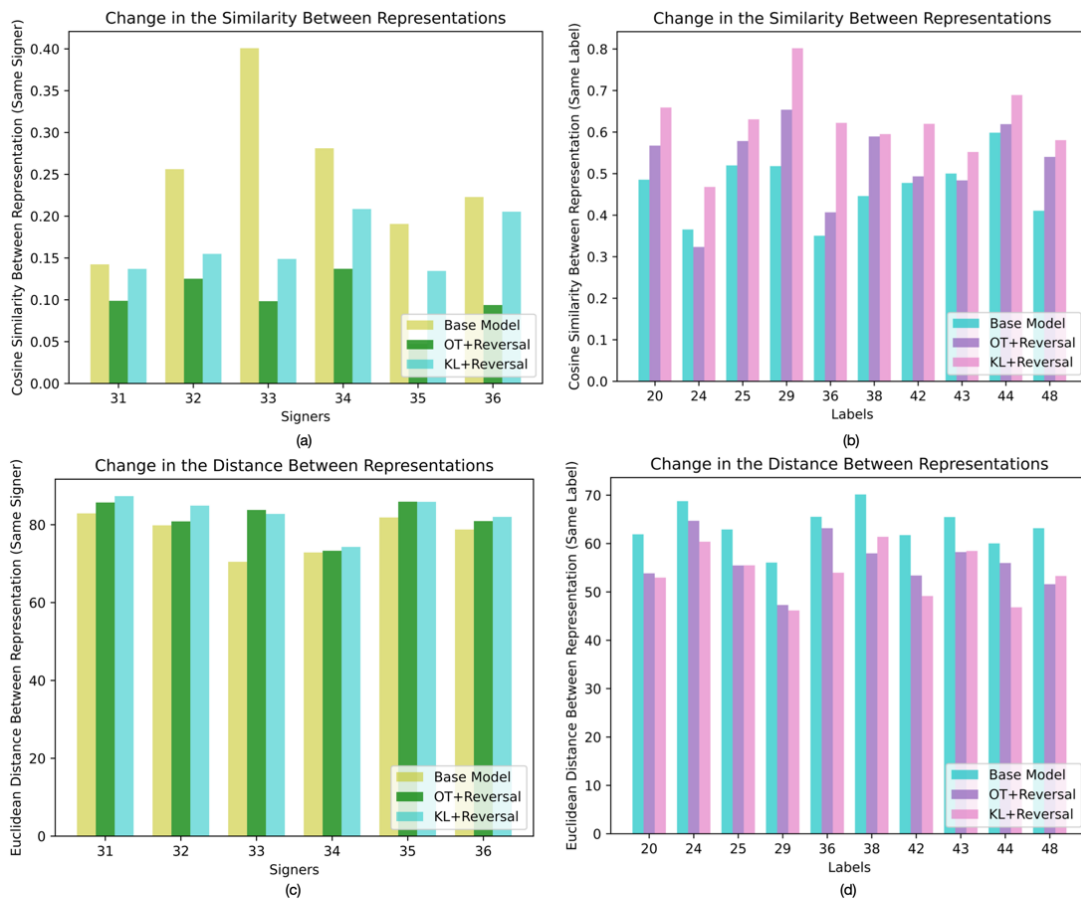 Change in the Similarity Between Representations
Cosine Similarity Between Representation (Same Signer)
0.40
0.35
0.30
0.25
0.20
0.15
0.10
0.05
0.00
Base Model
OT+Reversal
KL+Reversal
31 32 33 34 35 36
Signers
(a)
Change in the Similarity Between Representations
Cosine Similarity Between Representation (Same Label)
0.8
0.7
0.6
0.5
0.4
0.3
0.2
0.1
0.0
Base Model
OT+Reversal
KL+Reversal
20 24 25 29 36 38 42 43 44 48
Labels
(b)
Change in the Distance Between Representations
Euclidean Distance Between Representation (Same Signer)
80
60
40
20
0
Base Model
OT+Reversal
KL+Reversal
31 32 33 34 35 36
Signers
(c)
Change in the Distance Between Representations
Euclidean Distance Between Representation (Same Label)
70
60
50
40
30
20
10
0
Base Model
OT+Reversal
KL+Reversal
20 24 25 29 36 38 42 43 44 48
Labels
(d)